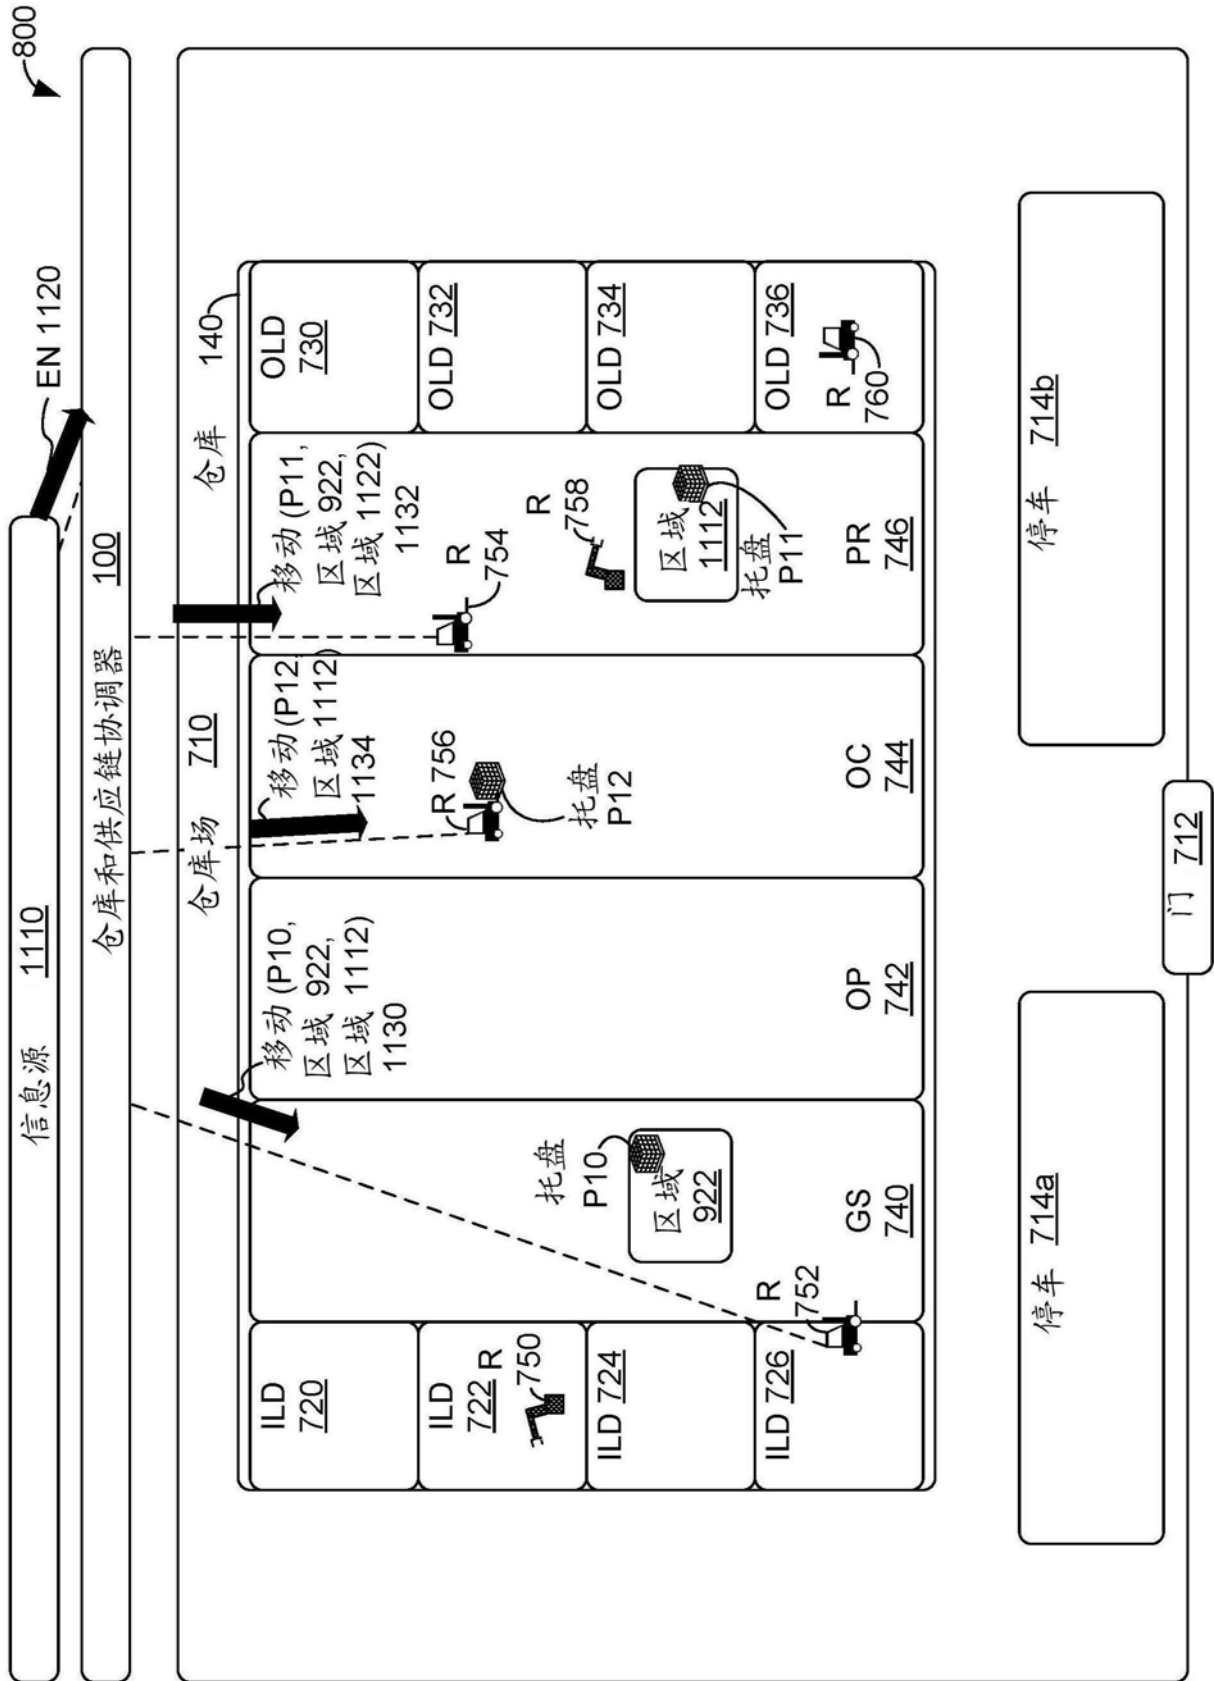 800
信息源 1110
EN 1120
仓库和供应链协调器 100
仓库场 710
仓库 140
移动 (P10,
区域 922,
区域 1112)
1130
移动 (P12,
区域 1112)
1134
移动 (P11,
区域 922,
区域 1122)
1132
ILD
720
ILD
722
R
750
ILD 724
ILD 726
R
752
托盘
P10
区域
922
GS
740
OP
742
R 756
托盘
P12
OC
744
R
754
R
758
区域
1112
托盘
P11
PR
746
OLD
730
OLD 732
OLD 734
OLD 736
R
760
停车 714a
门 712
停车 714b